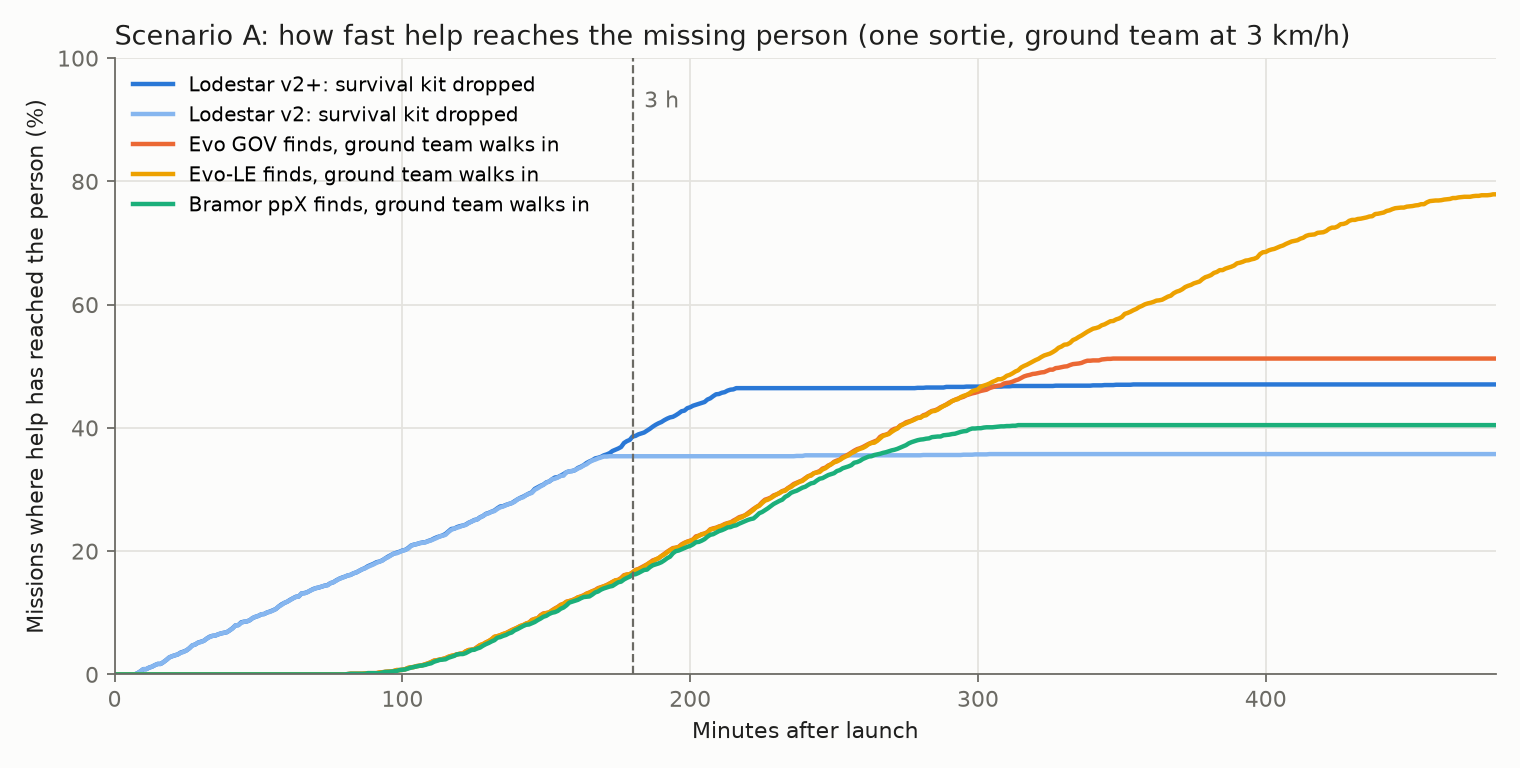 Scenario A: how fast help reaches the missing person (one sortie, ground team at 3 km/h)
Missions where help has reached the person (%)
100
80
60
40
20
0
Lodestar v2+: survival kit dropped
Lodestar v2: survival kit dropped
Evo GOV finds, ground team walks in
Evo-LE finds, ground team walks in
Bramor ppX finds, ground team walks in
3 h
0 100 200 300 400
Minutes after launch